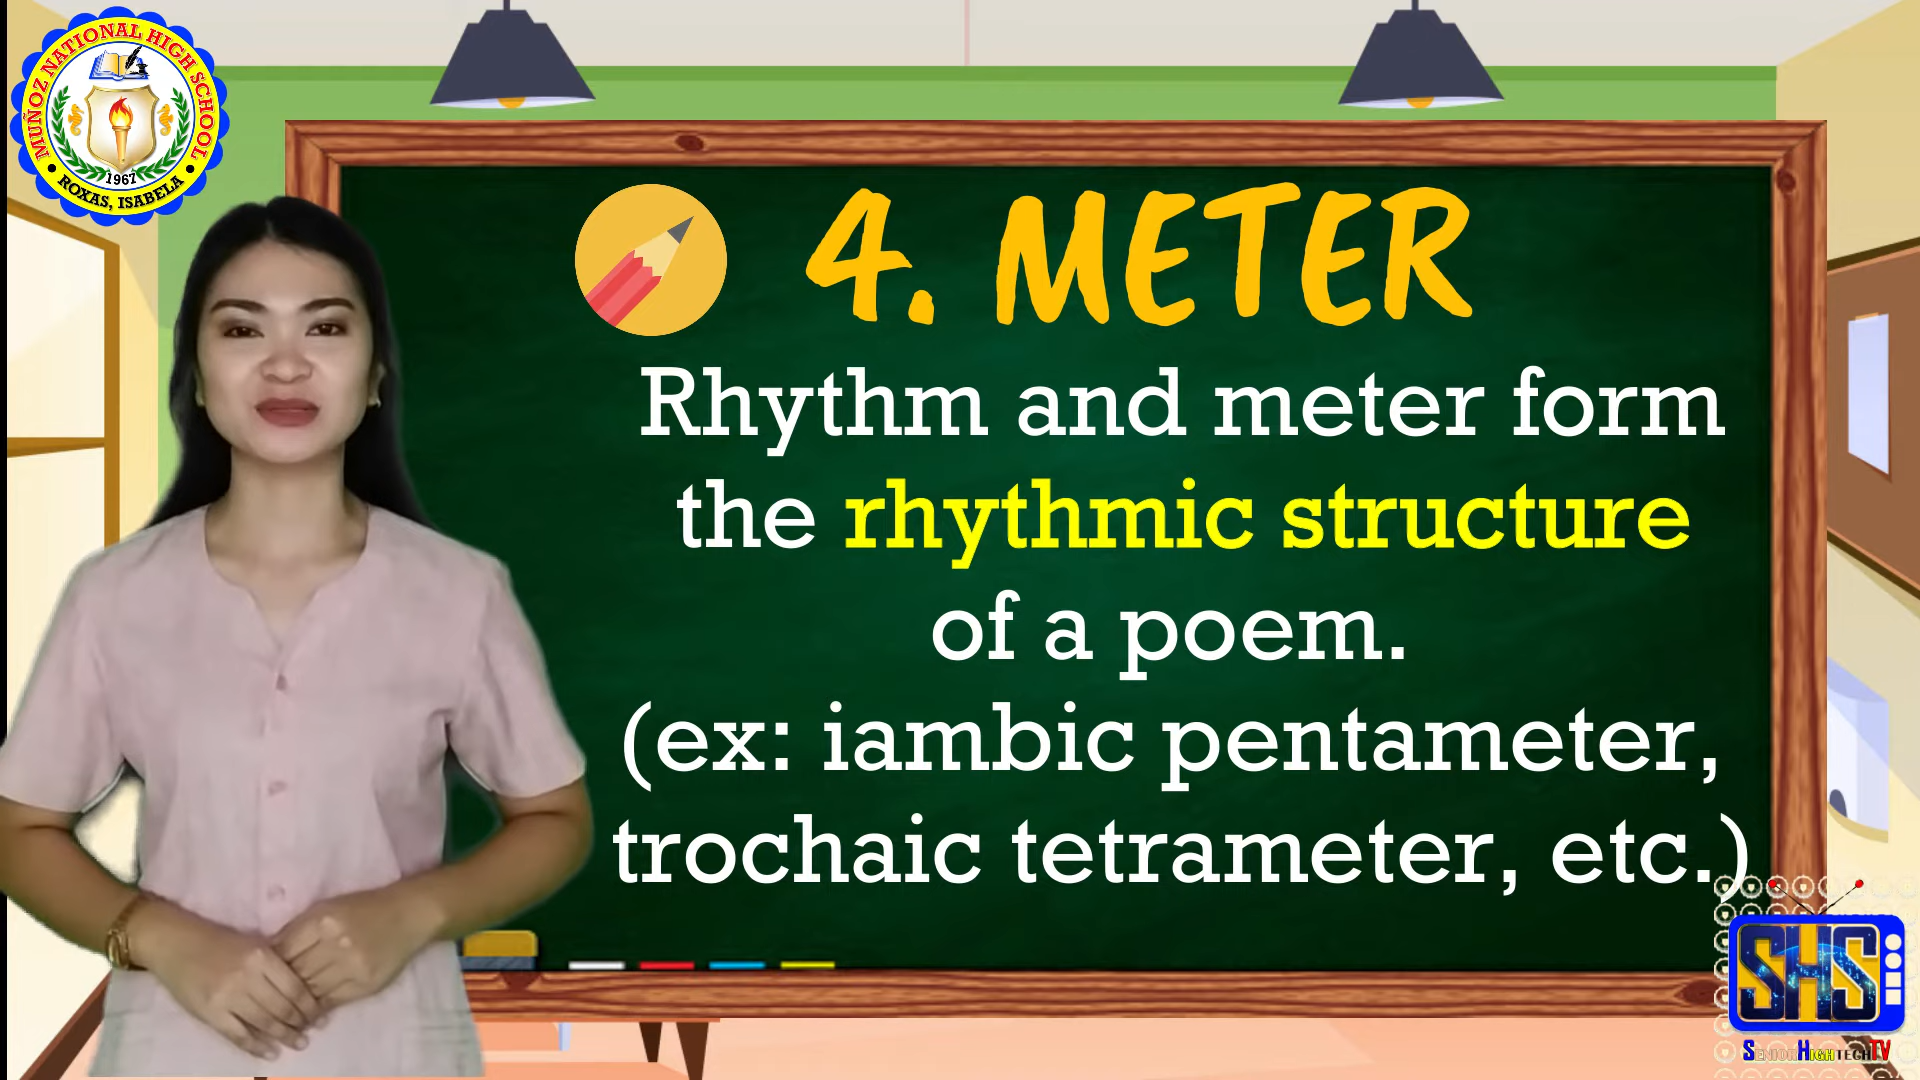 MUÑOZ NATIONAL HIGH SCHOOL
1967
• ROXAS, ISABELA •
4. METER
Rhythm and meter form
the rhythmic structure
of a poem.
(ex: iambic pentameter,
trochaic tetrameter, etc.)
SHS
SENIORHIGHTECHTV